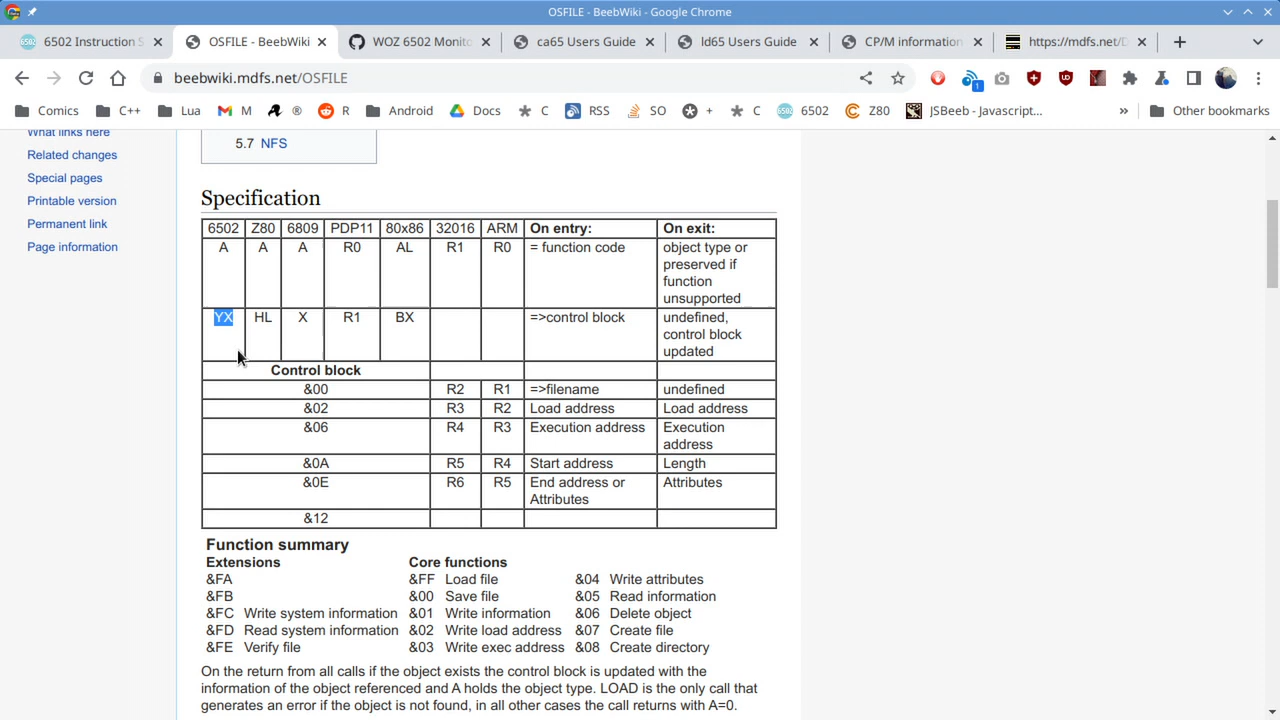 OSFILE - BeebWiki - Google Chrome
6502 Instruction S
OSFILE - BeebWiki
WOZ 6502 Monito
ca65 Users Guide
ld65 Users Guide
CP/M information
https://mdfs.net/D
beebwiki.mdfs.net/OSFILE
1
Comics
C++
Lua
M
®
R
Android
Docs
C
RSS
SO
+
C
6502
Z80
JSBeeb - Javascript...
»
Other bookmarks
What links here
Related changes
Special pages
Printable version
Permanent link
Page information
5.7 NFS
Specification
6502 Z80 6809 PDP11 80x86 32016 ARM On entry: On exit:
A A A R0 AL R1 R0 = function code object type or
preserved if
function
unsupported
YX HL X R1 BX =>control block undefined,
control block
updated
Control block
&00 R2 R1 =>filename undefined
&02 R3 R2 Load address Load address
&06 R4 R3 Execution address Execution
address
&0A R5 R4 Start address Length
&0E R6 R5 End address or Attributes
Attributes
&12
Function summary
Extensions Core functions
&FA &FF Load file &04 Write attributes
&FB &00 Save file &05 Read information
&FC Write system information &01 Write information &06 Delete object
&FD Read system information &02 Write load address &07 Create file
&FE Verify file &03 Write exec address &08 Create directory
On the return from all calls if the object exists the control block is updated with the
information of the object referenced and A holds the object type. LOAD is the only call that
generates an error if the object is not found, in all other cases the call returns with A=0.